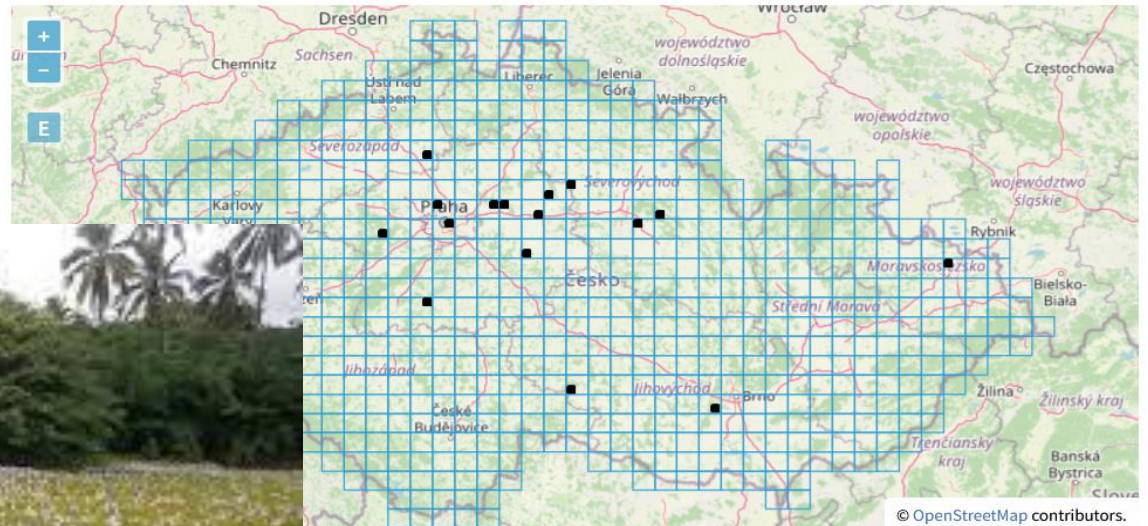 Dresden
Wrocław
+
Sachsen
Chemnitz
województwo
dolnośląskie
Częstochowa
–
Liberec
Jelenia
Góra
Ústí nad
Labem
Wałbrzych
E
województwo
opolskie
Severozápad
Severovýchod
województwo
śląskie
Karlovy
Vary
Praha
Rybnik
Moravskoslezsko
Česko
Bielsko-
Biała
Střední Morava
Jihozápad
Jihovýchod
Brno
Žilina
Žilinský kraj
České
Budějovice
Trenčiansky
kraj
Banská
Bystrica
© OpenStreetMap contributors.